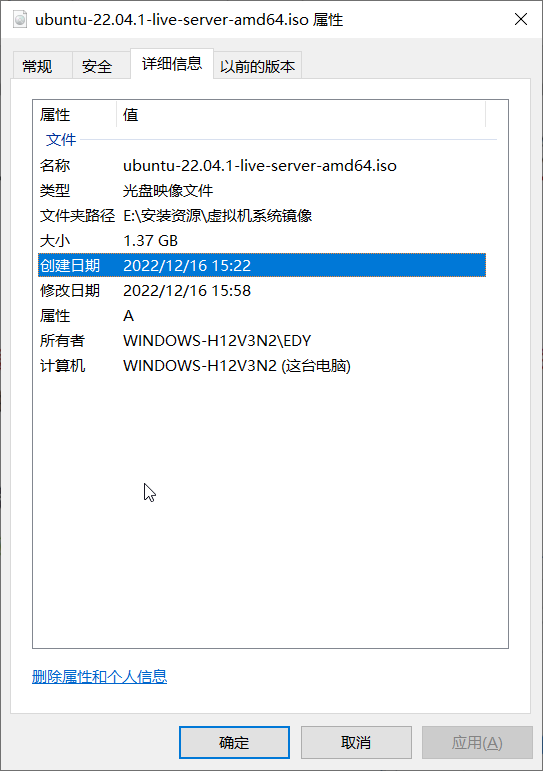 ubuntu-22.04.1-live-server-amd64.iso 属性
常规 安全 详细信息 以前的版本
属性 值
文件
名称 ubuntu-22.04.1-live-server-amd64.iso
类型 光盘映像文件
文件夹路径 E:\安装资源\虚拟机系统镜像
大小 1.37 GB
创建日期 2022/12/16 15:22
修改日期 2022/12/16 15:58
属性 A
所有者 WINDOWS-H12V3N2\EDY
计算机 WINDOWS-H12V3N2 (这台电脑)
删除属性和个人信息
确定 取消 应用(A)